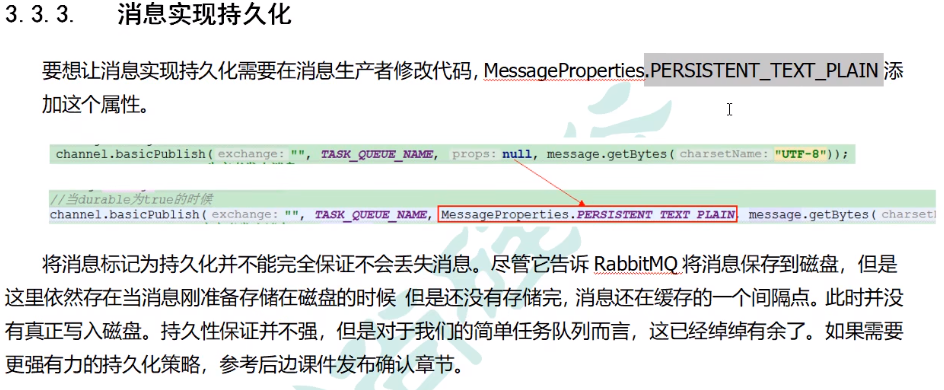 3.3.3. 消息实现持久化
要想让消息实现持久化需要在消息生产者修改代码，MessageProperties.PERSISTENT_TEXT_PLAIN 添
加这个属性。
channel.basicPublish( exchange: "", TASK_QUEUE_NAME, props: null, message.getBytes( charsetName: "UTF-8"));
//当durable为true的时候
channel.basicPublish( exchange: "", TASK_QUEUE_NAME, MessageProperties.PERSISTENT_TEXT_PLAIN, message.getBytes( charset
将消息标记为持久化并不能完全保证不会丢失消息。尽管它告诉 RabbitMQ 将消息保存到磁盘，但是
这里依然存在当消息刚准备存储在磁盘的时候 但是还没有存储完，消息还在缓存的一个间隔点。此时并没
有真正写入磁盘。持久性保证并不强，但是对于我们的简单任务队列而言，这已经绰绰有余了。如果需要
更强有力的持久化策略，参考后边课件发布确认章节。